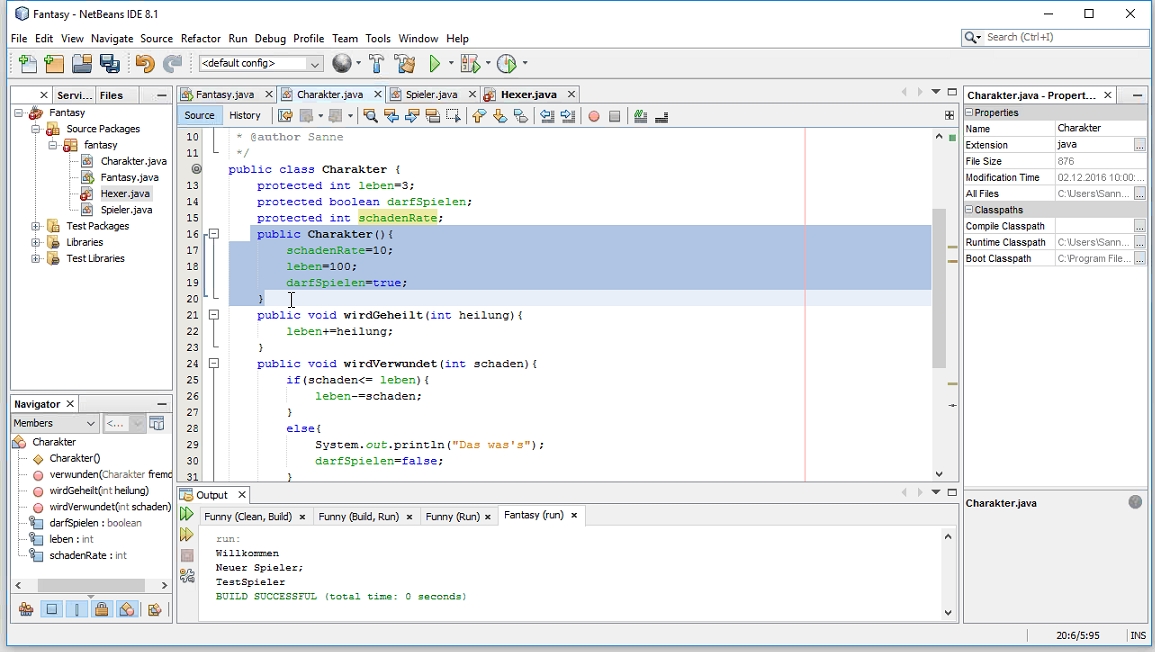 Fantasy - NetBeans IDE 8.1
File Edit View Navigate Source Refactor Run Debug Profile Team Tools Window Help
Search (Ctrl+I)
<default config>
Servi... Files
Fantasy
Source Packages
fantasy
Charakter.java
Fantasy.java
Hexer.java
Spieler.java
Test Packages
Libraries
Test Libraries
Navigator
Members
<...
Charakter
Charakter()
verwunden(Charakter fremd
wirdGeheilt(int heilung)
wirdVerwundet(int schaden)
darfSpielen : boolean
leben : int
schadenRate : int
Fantasy.java Charakter.java Spieler.java Hexer.java
Source History
10 * @author Sanne
11 */
public class Charakter {
13 protected int leben=3;
14 protected boolean darfSpielen;
15 protected int schadenRate;
16 public Charakter(){
17 schadenRate=10;
18 leben=100;
19 darfSpielen=true;
20 }
21 public void wirdGeheilt(int heilung){
22 leben+=heilung;
23 }
24 public void wirdVerwundet(int schaden){
25 if(schaden<= leben){
26 leben-=schaden;
27 }
28 else{
29 System.out.println("Das was's");
30 darfSpielen=false;
31 }
Output
Funny (Clean, Build) Funny (Build, Run) Funny (Run) Fantasy (run)
run:
Willkommen
Neuer Spieler;
TestSpieler
BUILD SUCCESSFUL (total time: 0 seconds)
Charakter.java - Propert...
Properties
Name Charakter
Extension java ...
File Size 876
Modification Time 02.12.2016 10:00:...
All Files C:\Users\Sann... ...
Classpaths
Compile Classpath ...
Runtime Classpath C:\Users\Sann... ...
Boot Classpath C:\Program File... ...
Charakter.java
20:6/5:95 INS